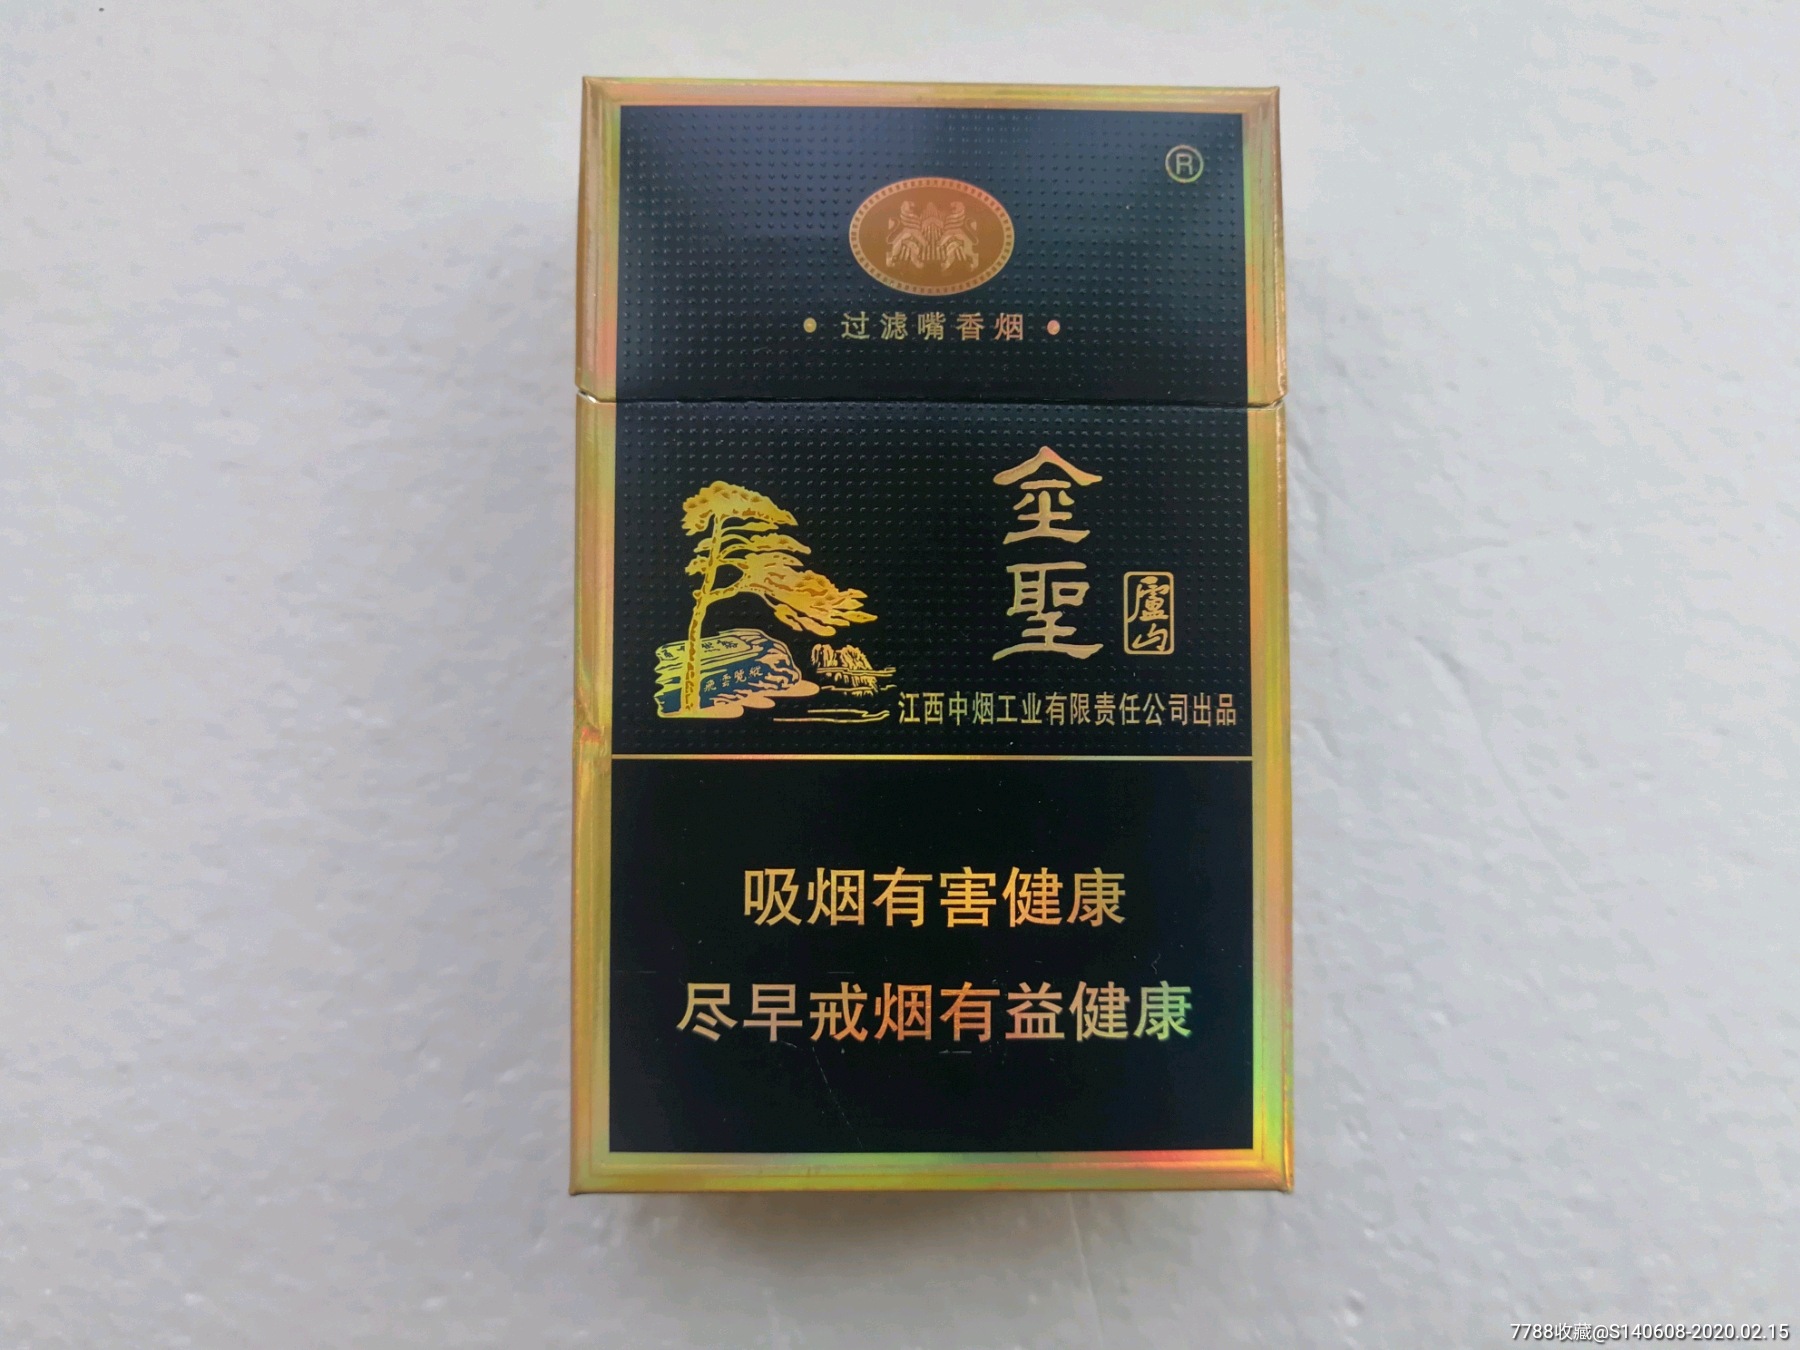 ®
过滤嘴香烟
金聖
廬山
江西中烟工业有限责任公司出品
吸烟有害健康
尽早戒烟有益健康
7788收藏@S140608-2020.02.15